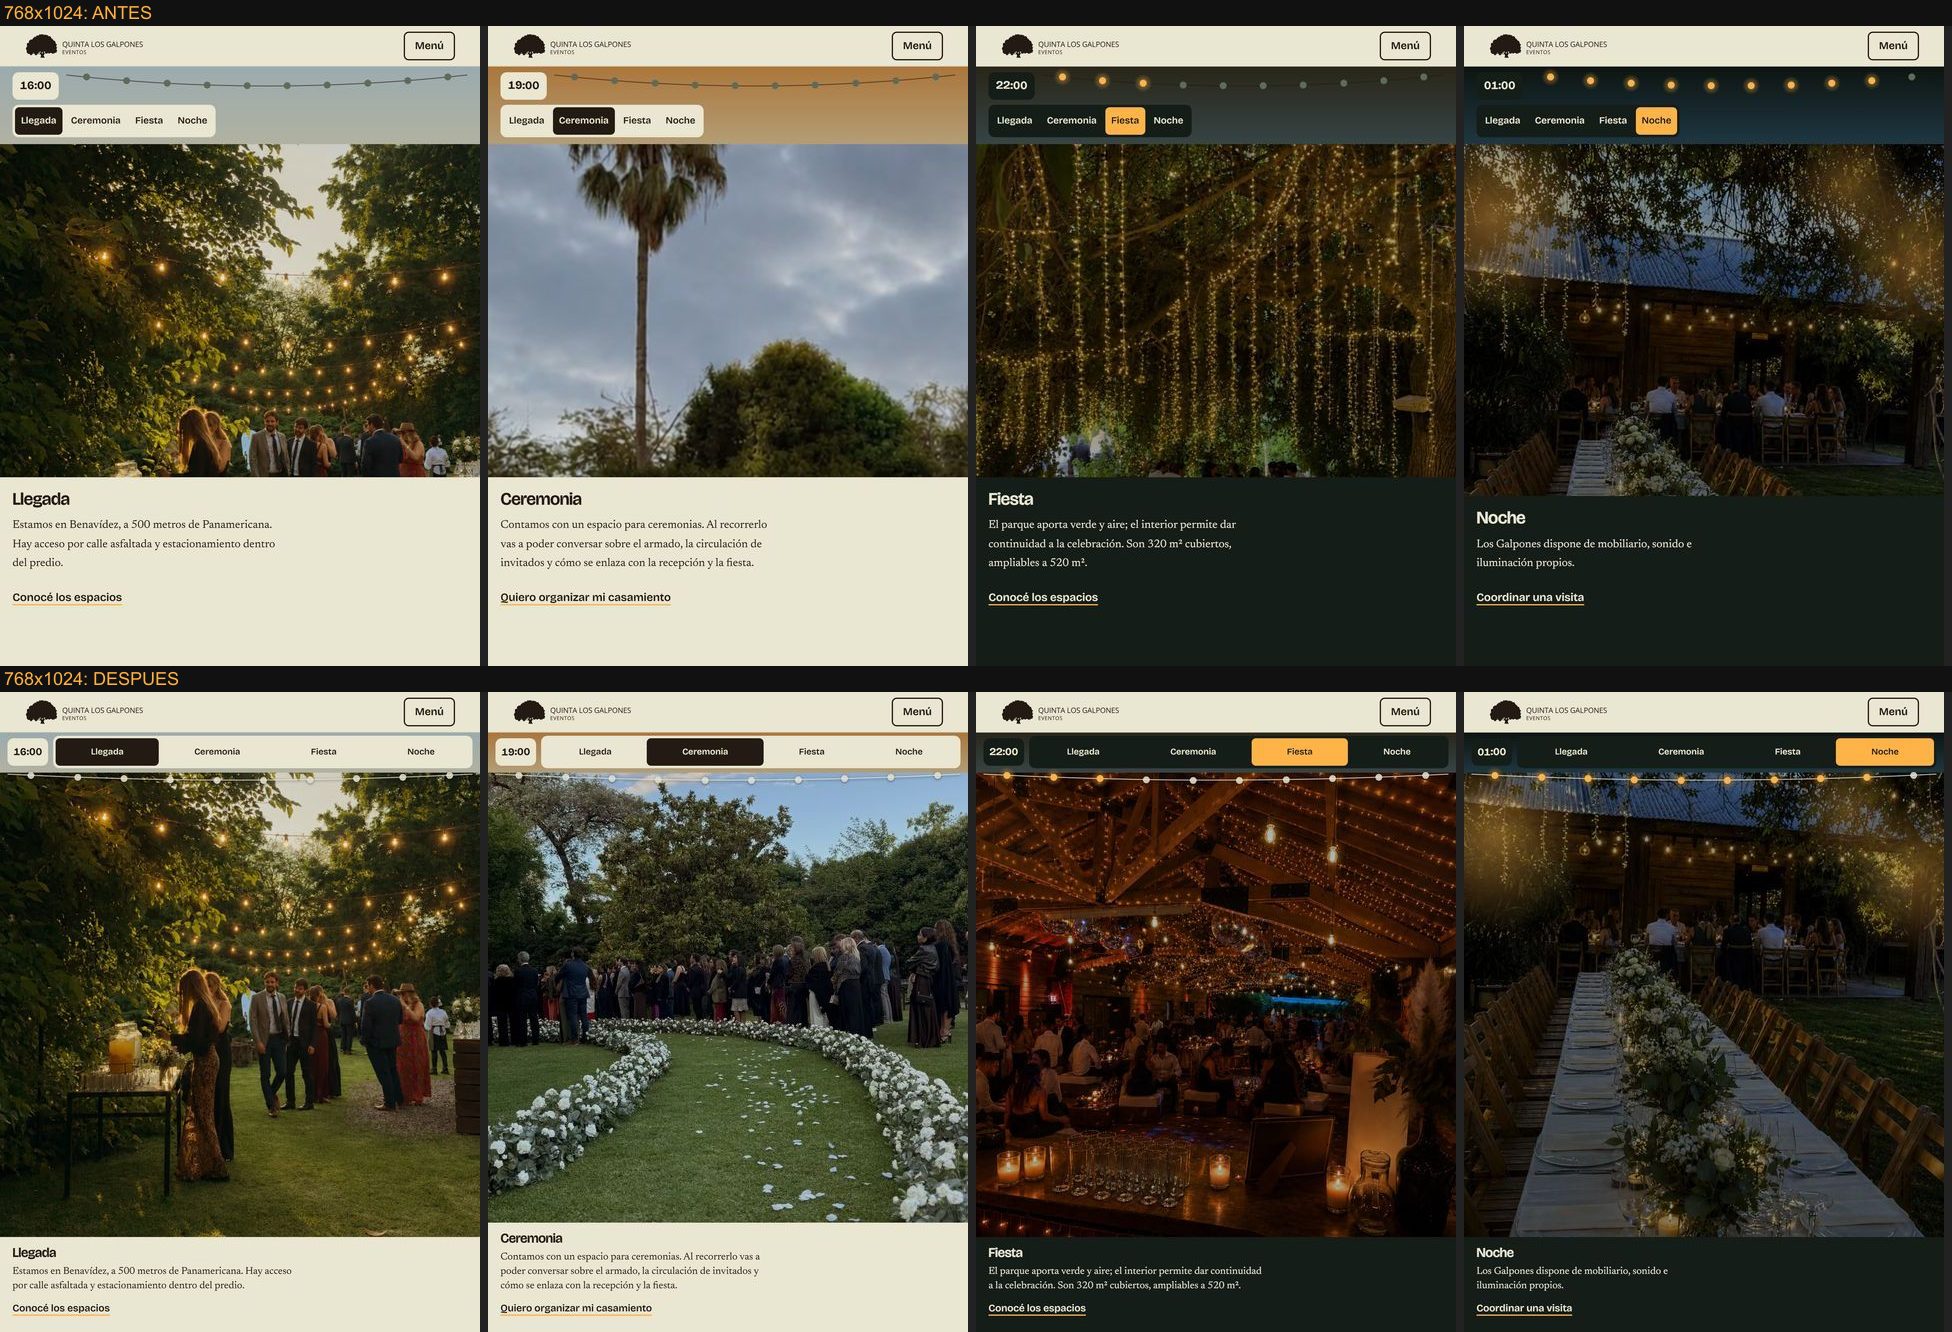 768x1024: ANTES
QUINTA LOS GALPONES
EVENTOS
Menú
16:00
Llegada Ceremonia Fiesta Noche
Llegada
Estamos en Benavídez, a 500 metros de Panamericana.
Hay acceso por calle asfaltada y estacionamiento dentro
del predio.
Conocé los espacios
QUINTA LOS GALPONES
EVENTOS
Menú
19:00
Llegada Ceremonia Fiesta Noche
Ceremonia
Contamos con un espacio para ceremonias. Al recorrerlo
vas a poder conversar sobre el armado, la circulación de
invitados y cómo se enlaza con la recepción y la fiesta.
Quiero organizar mi casamiento
QUINTA LOS GALPONES
EVENTOS
Menú
22:00
Llegada Ceremonia Fiesta Noche
Fiesta
El parque aporta verde y aire; el interior permite dar
continuidad a la celebración. Son 320 m² cubiertos,
ampliables a 520 m².
Conocé los espacios
QUINTA LOS GALPONES
EVENTOS
Menú
01:00
Llegada Ceremonia Fiesta Noche
Noche
Los Galpones dispone de mobiliario, sonido e
iluminación propios.
Coordinar una visita
768x1024: DESPUES
QUINTA LOS GALPONES
EVENTOS
Menú
16:00 Llegada Ceremonia Fiesta Noche
Llegada
Estamos en Benavídez, a 500 metros de Panamericana. Hay acceso
por calle asfaltada y estacionamiento dentro del predio.
Conocé los espacios
QUINTA LOS GALPONES
EVENTOS
Menú
19:00 Llegada Ceremonia Fiesta Noche
Ceremonia
Contamos con un espacio para ceremonias. Al recorrerlo vas a
poder conversar sobre el armado, la circulación de invitados y
cómo se enlaza con la recepción y la fiesta.
Quiero organizar mi casamiento
QUINTA LOS GALPONES
EVENTOS
Menú
22:00 Llegada Ceremonia Fiesta Noche
Fiesta
El parque aporta verde y aire; el interior permite dar continuidad
a la celebración. Son 320 m² cubiertos, ampliables a 520 m².
Conocé los espacios
QUINTA LOS GALPONES
EVENTOS
Menú
01:00 Llegada Ceremonia Fiesta Noche
Noche
Los Galpones dispone de mobiliario, sonido e
iluminación propios.
Coordinar una visita